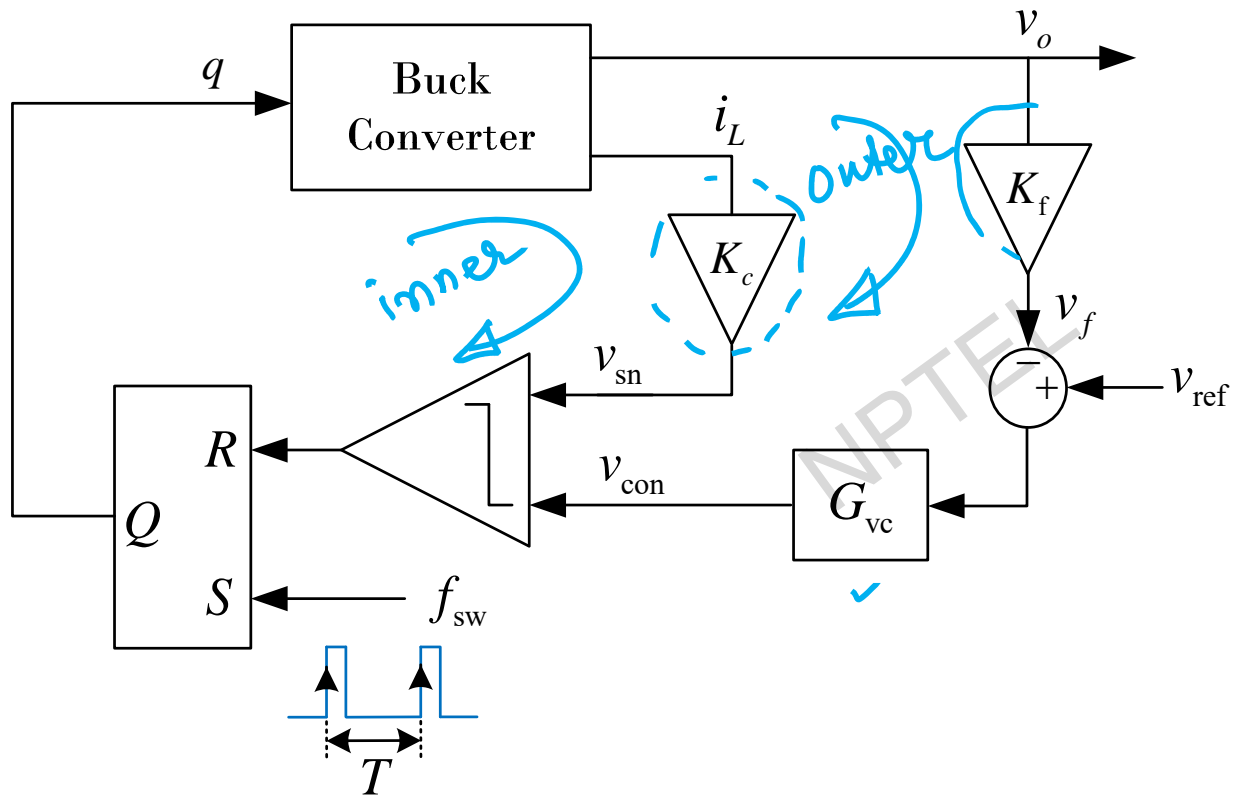 v_o
q
Buck
Converter
i_L
outer
K_f
inner
K_c
v_f
v_sn
v_ref
NPTEL
R
v_con
G_vc
Q
S
f_sw
T